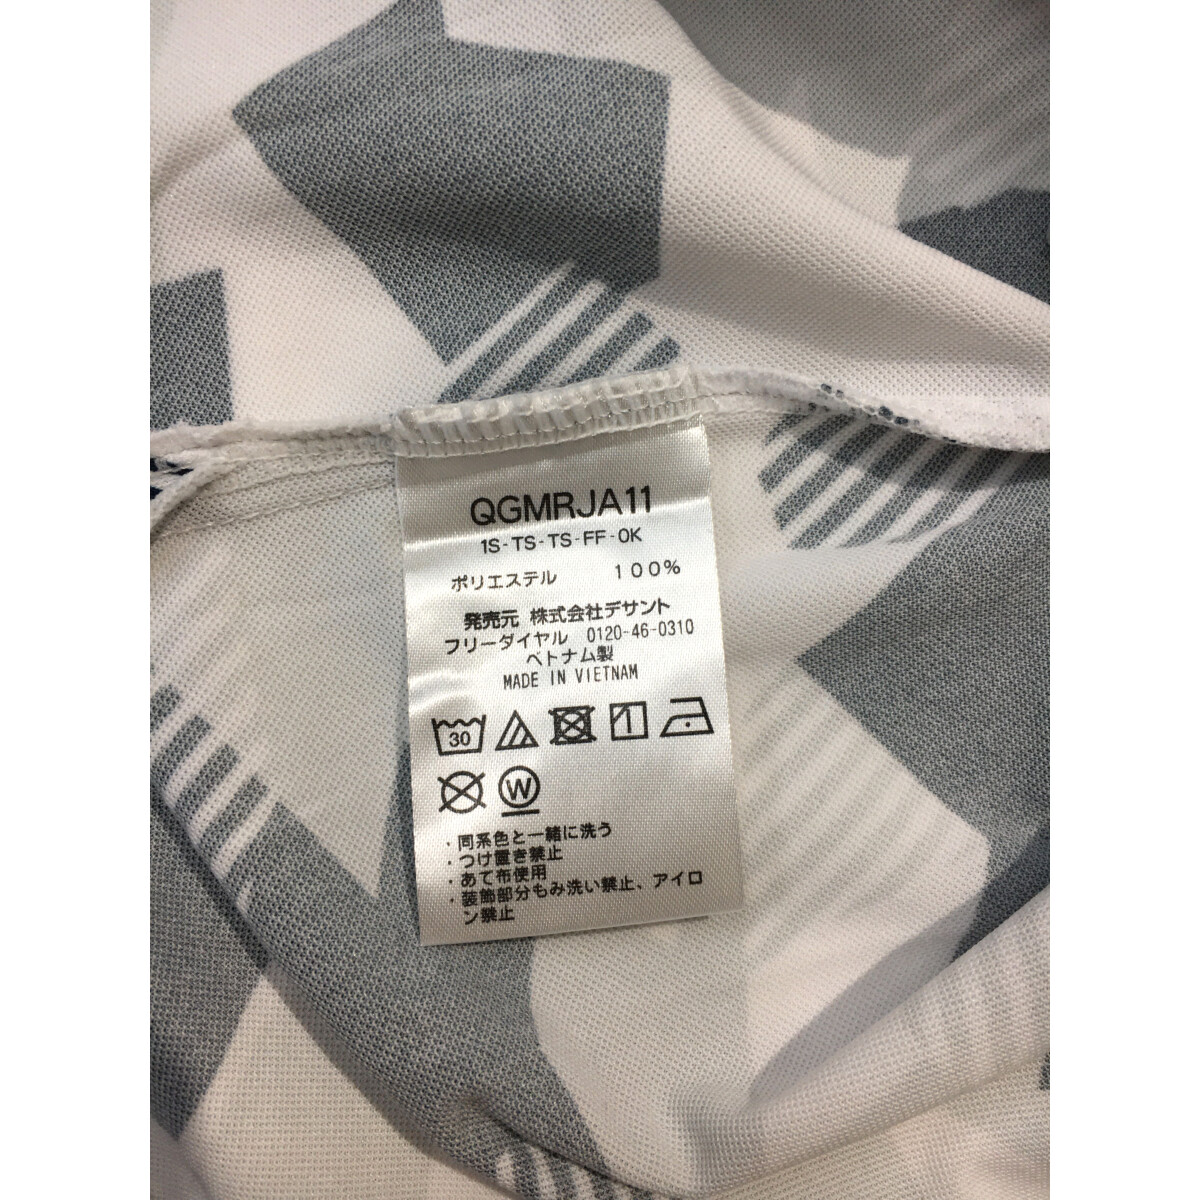 QGMRJA11
1S-TS-TS-FF-OK
ポリエステル 100%
発売元 株式会社デサント
フリーダイヤル 0120-46-0310
ベトナム製
MADE IN VIETNAM
30
W
・同系色と一緒に洗う
・つけ置き禁止
・あて布使用
・装飾部分もみ洗い禁止、アイロ
ン禁止